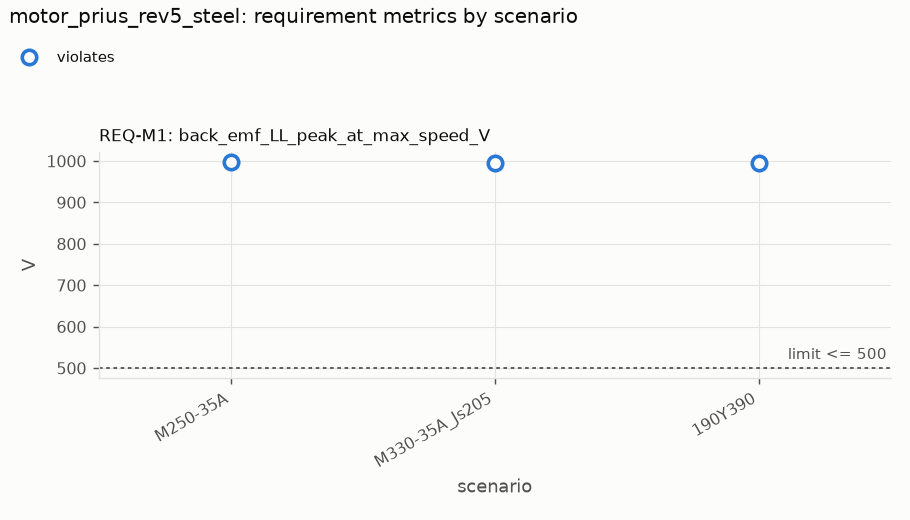 motor_prius_rev5_steel: requirement metrics by scenario
violates
REQ-M1: back_emf_LL_peak_at_max_speed_V
1000
900
800
700
600
500
V
limit <= 500
M250-35A
M330-35A_Js205
190Y390
scenario